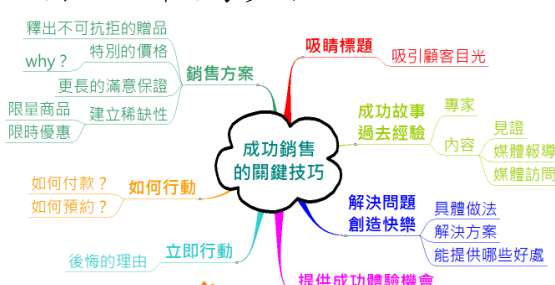 釋出不可抗拒的贈品
why？
特別的價格
更長的滿意保證
限量商品
限時優惠
建立稀缺性
銷售方案
吸睛標題
吸引顧客目光
成功故事
過去經驗
專家
內容
見證
媒體報導
媒體訪問
成功銷售
的關鍵技巧
如何付款？
如何預約？
如何行動
解決問題
創造快樂
具體做法
解決方案
能提供哪些好處
後悔的理由
立即行動
提供成功體驗機會